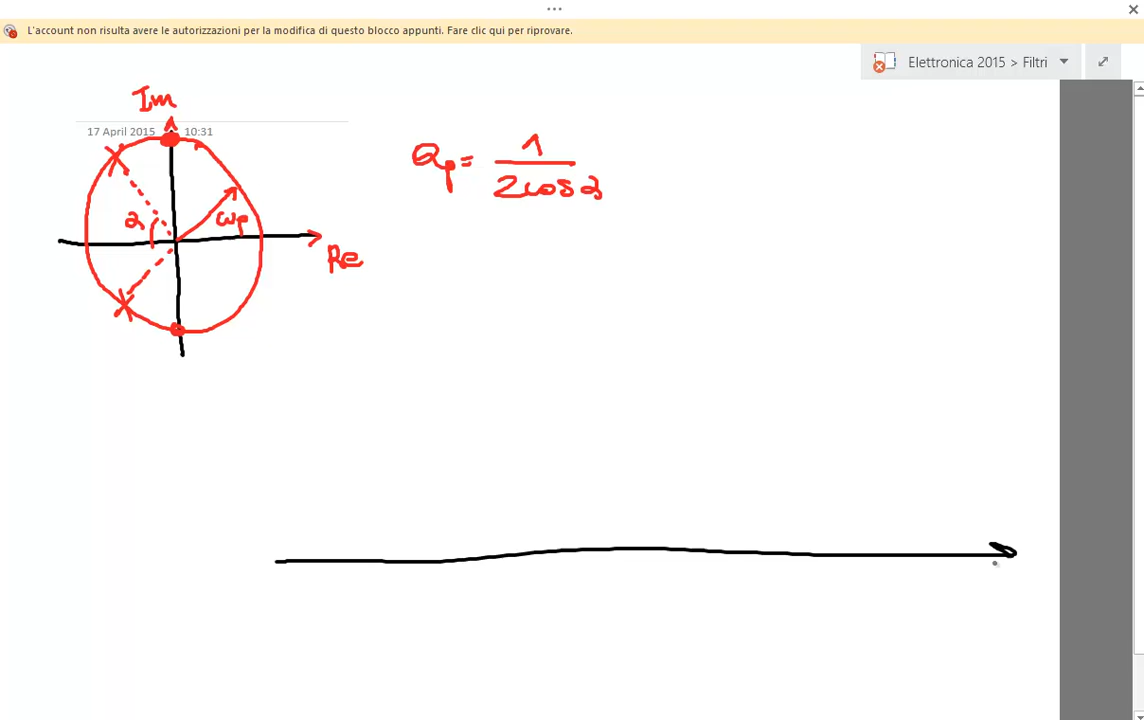 L'account non risulta avere le autorizzazioni per la modifica di questo blocco appunti. Fare clic qui per riprovare.
Elettronica 2015 > Filtri
Im
17 April 2015 10:31
Qp = 1 / 2cos α
α
ωp
Re